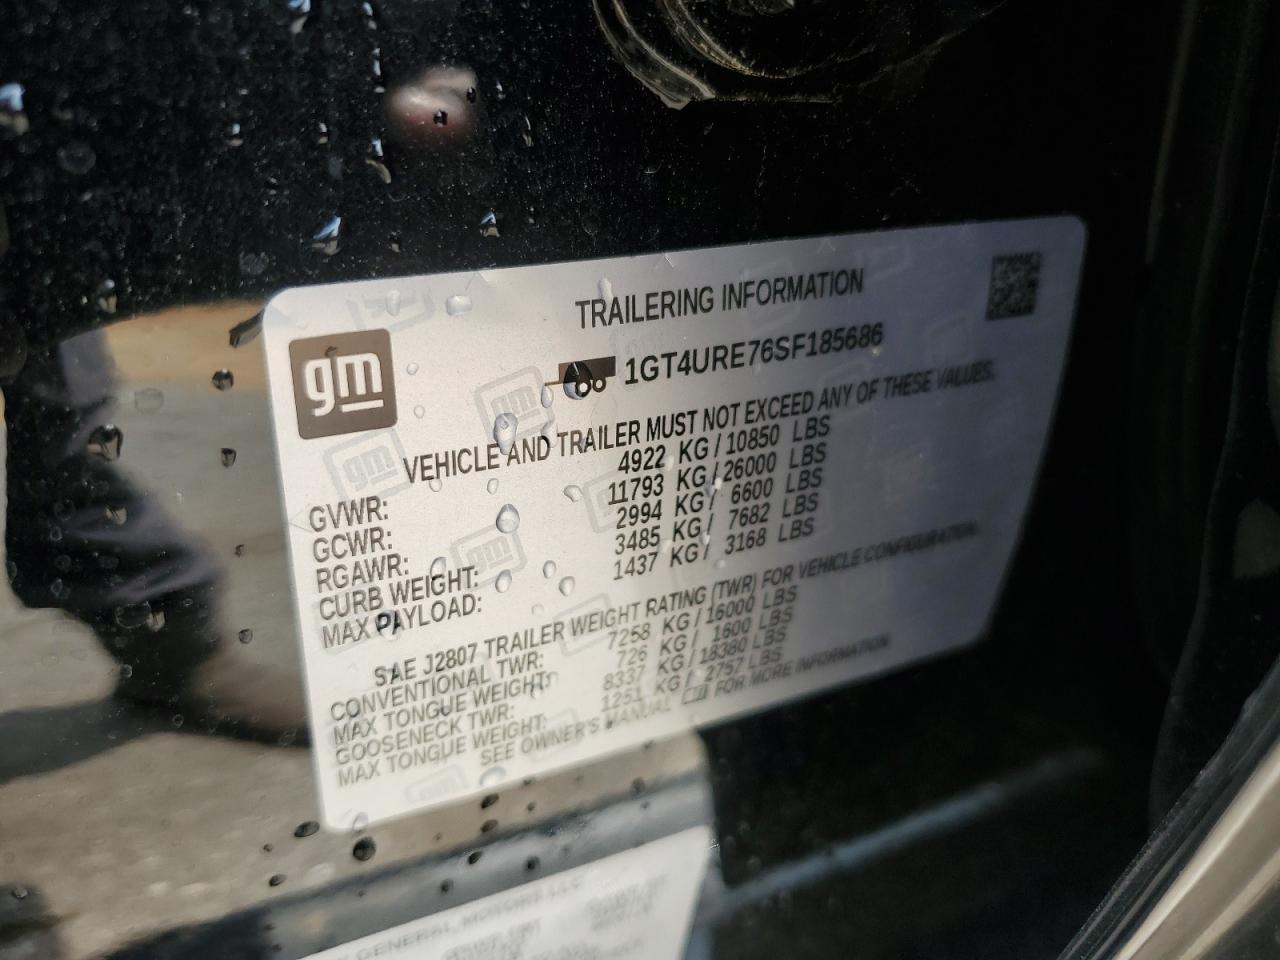 TRAILERING INFORMATION
gm
1GT4URE76SF185686
VEHICLE AND TRAILER MUST NOT EXCEED ANY OF THESE VALUES.
GVWR: 4922 KG / 10850 LBS
GCWR: 11793 KG / 26000 LBS
RGAWR: 2994 KG / 6600 LBS
CURB WEIGHT: 3485 KG / 7682 LBS
MAX PAYLOAD: 1437 KG / 3168 LBS
SAE J2807 TRAILER WEIGHT RATING (TWR) FOR VEHICLE CONFIGURATION.
CONVENTIONAL TWR: 7258 KG / 16000 LBS
MAX TONGUE WEIGHT: 726 KG / 1600 LBS
GOOSENECK TWR: 8337 KG / 18380 LBS
MAX TONGUE WEIGHT: 1251 KG / 2757 LBS
SEE OWNER'S MANUAL FOR MORE INFORMATION
GENERAL MOTORS LLC